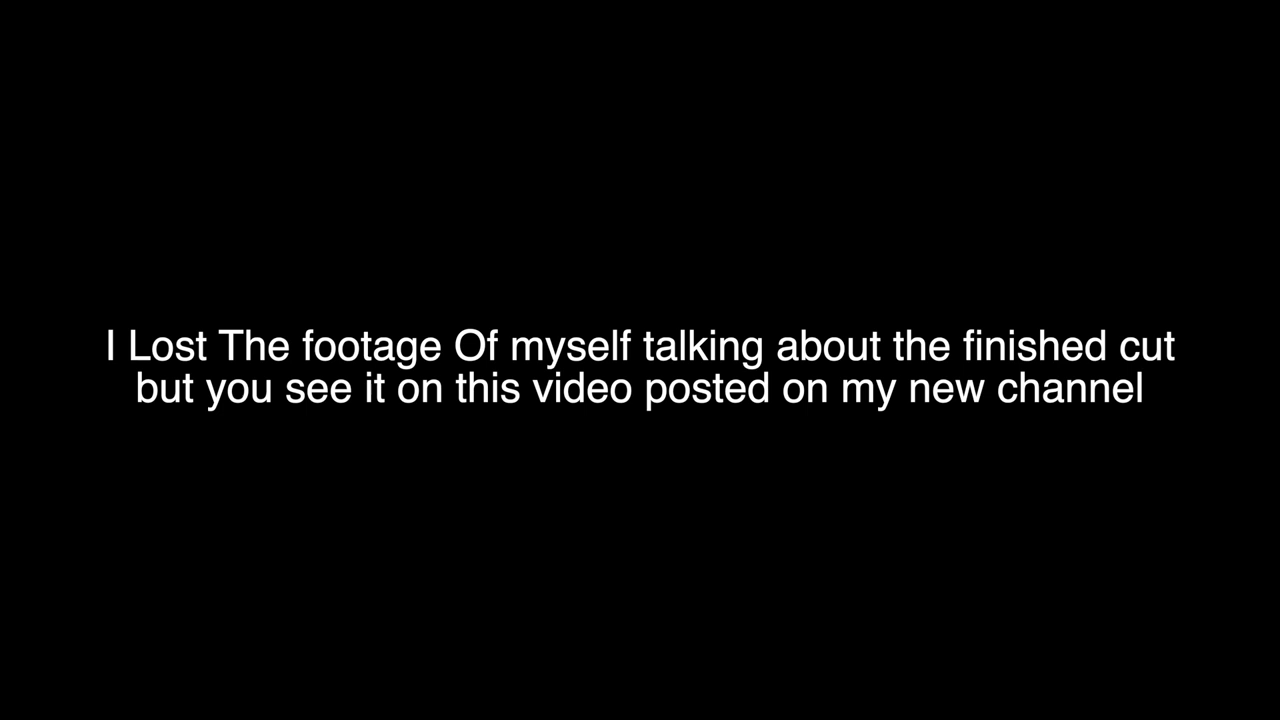 I Lost The footage Of myself talking about the finished cut
but you see it on this video posted on my new channel